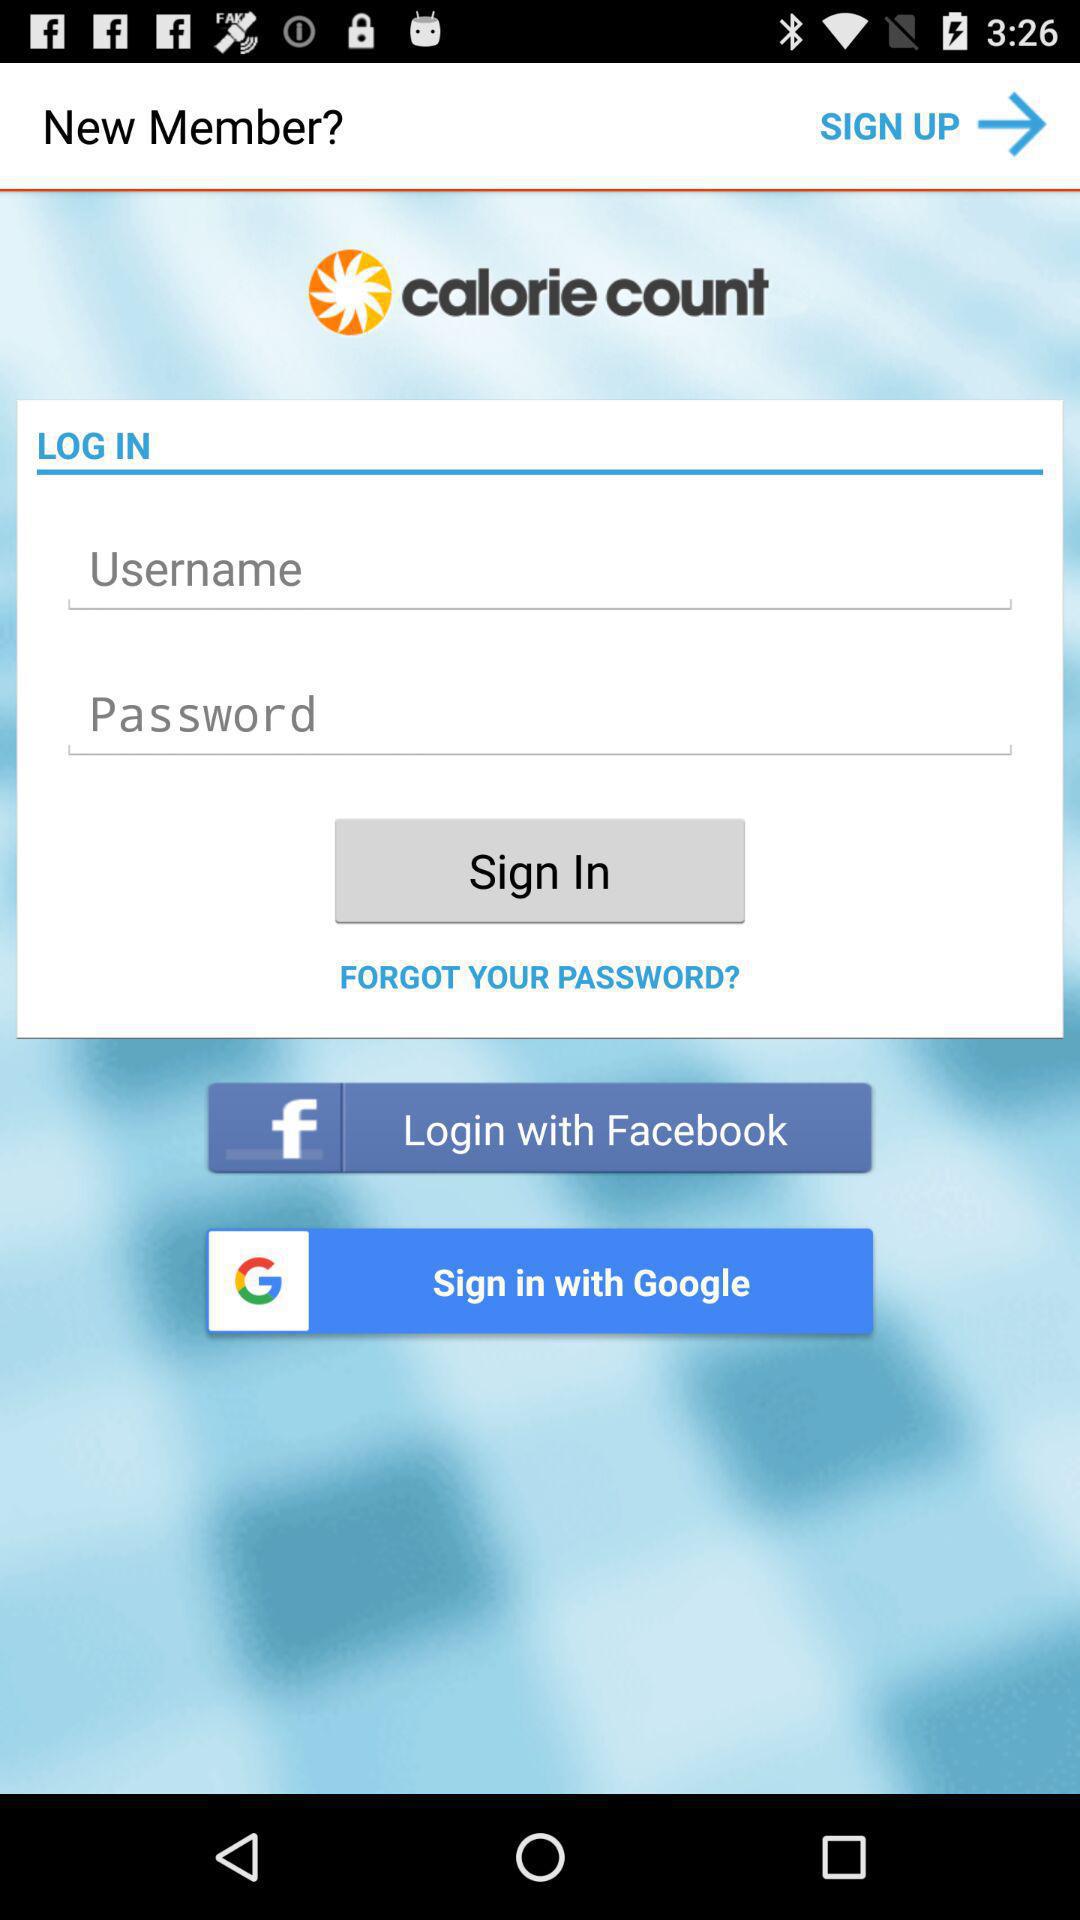 FAKE
3:26
New Member?
SIGN UP
calorie count
LOG IN
Username
Password
Sign In
FORGOT YOUR PASSWORD?
f Login with Facebook
G Sign in with Google